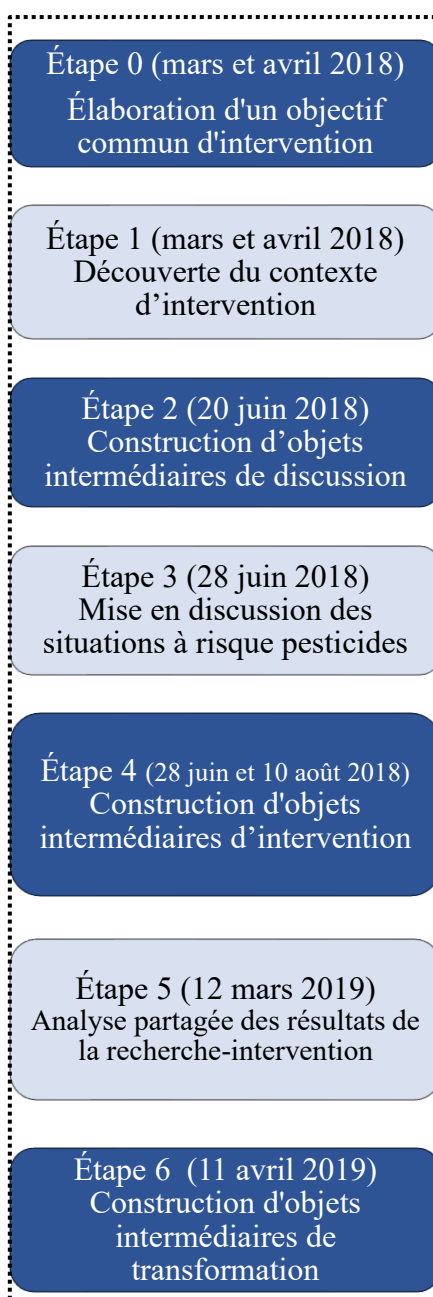 Étape 0 (mars et avril 2018)
Élaboration d'un objectif
commun d'intervention
Étape 1 (mars et avril 2018)
Découverte du contexte
d’intervention
Étape 2 (20 juin 2018)
Construction d’objets
intermédiaires de discussion
Étape 3 (28 juin 2018)
Mise en discussion des
situations à risque pesticides
Étape 4 (28 juin et 10 août 2018)
Construction d'objets
intermédiaires d’intervention
Étape 5 (12 mars 2019)
Analyse partagée des résultats de
la recherche-intervention
Étape 6 (11 avril 2019)
Construction d'objets
intermédiaires de
transformation